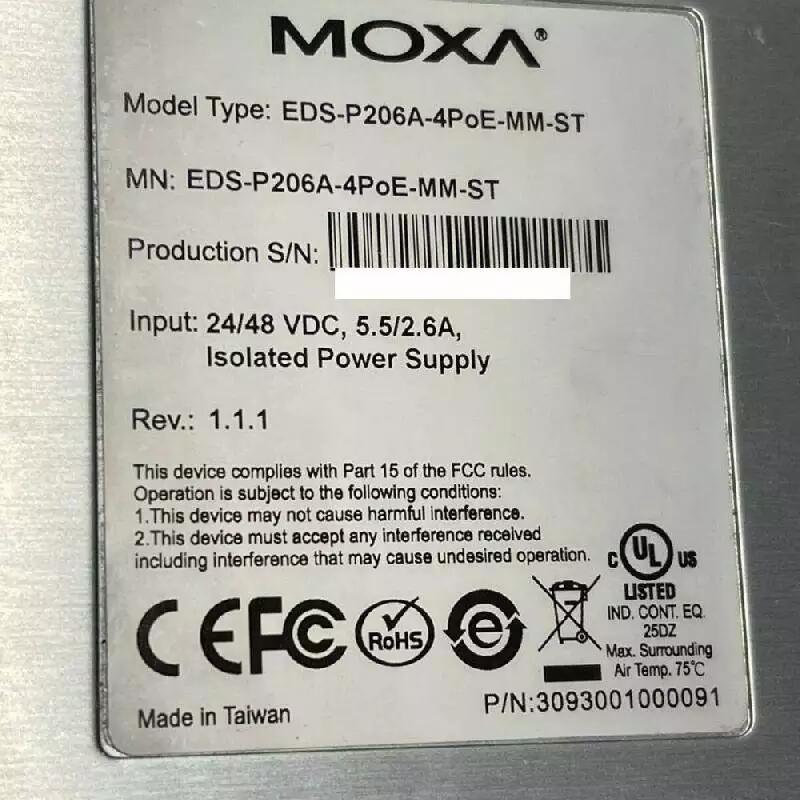 MOXA®
Model Type: EDS-P206A-4PoE-MM-ST
MN: EDS-P206A-4PoE-MM-ST
Production S/N:
Input: 24/48 VDC, 5.5/2.6A,
Isolated Power Supply
Rev.: 1.1.1
This device complies with Part 15 of the FCC rules.
Operation is subject to the following conditions:
1.This device may not cause harmful interference.
2.This device must accept any interference received
including interference that may cause undesired operation.
C UL US
LISTED
IND. CONT. EQ.
25DZ
Max. Surrounding
Air Temp. 75°C
CE FC RoHS e
Made in Taiwan
P/N:3093001000091